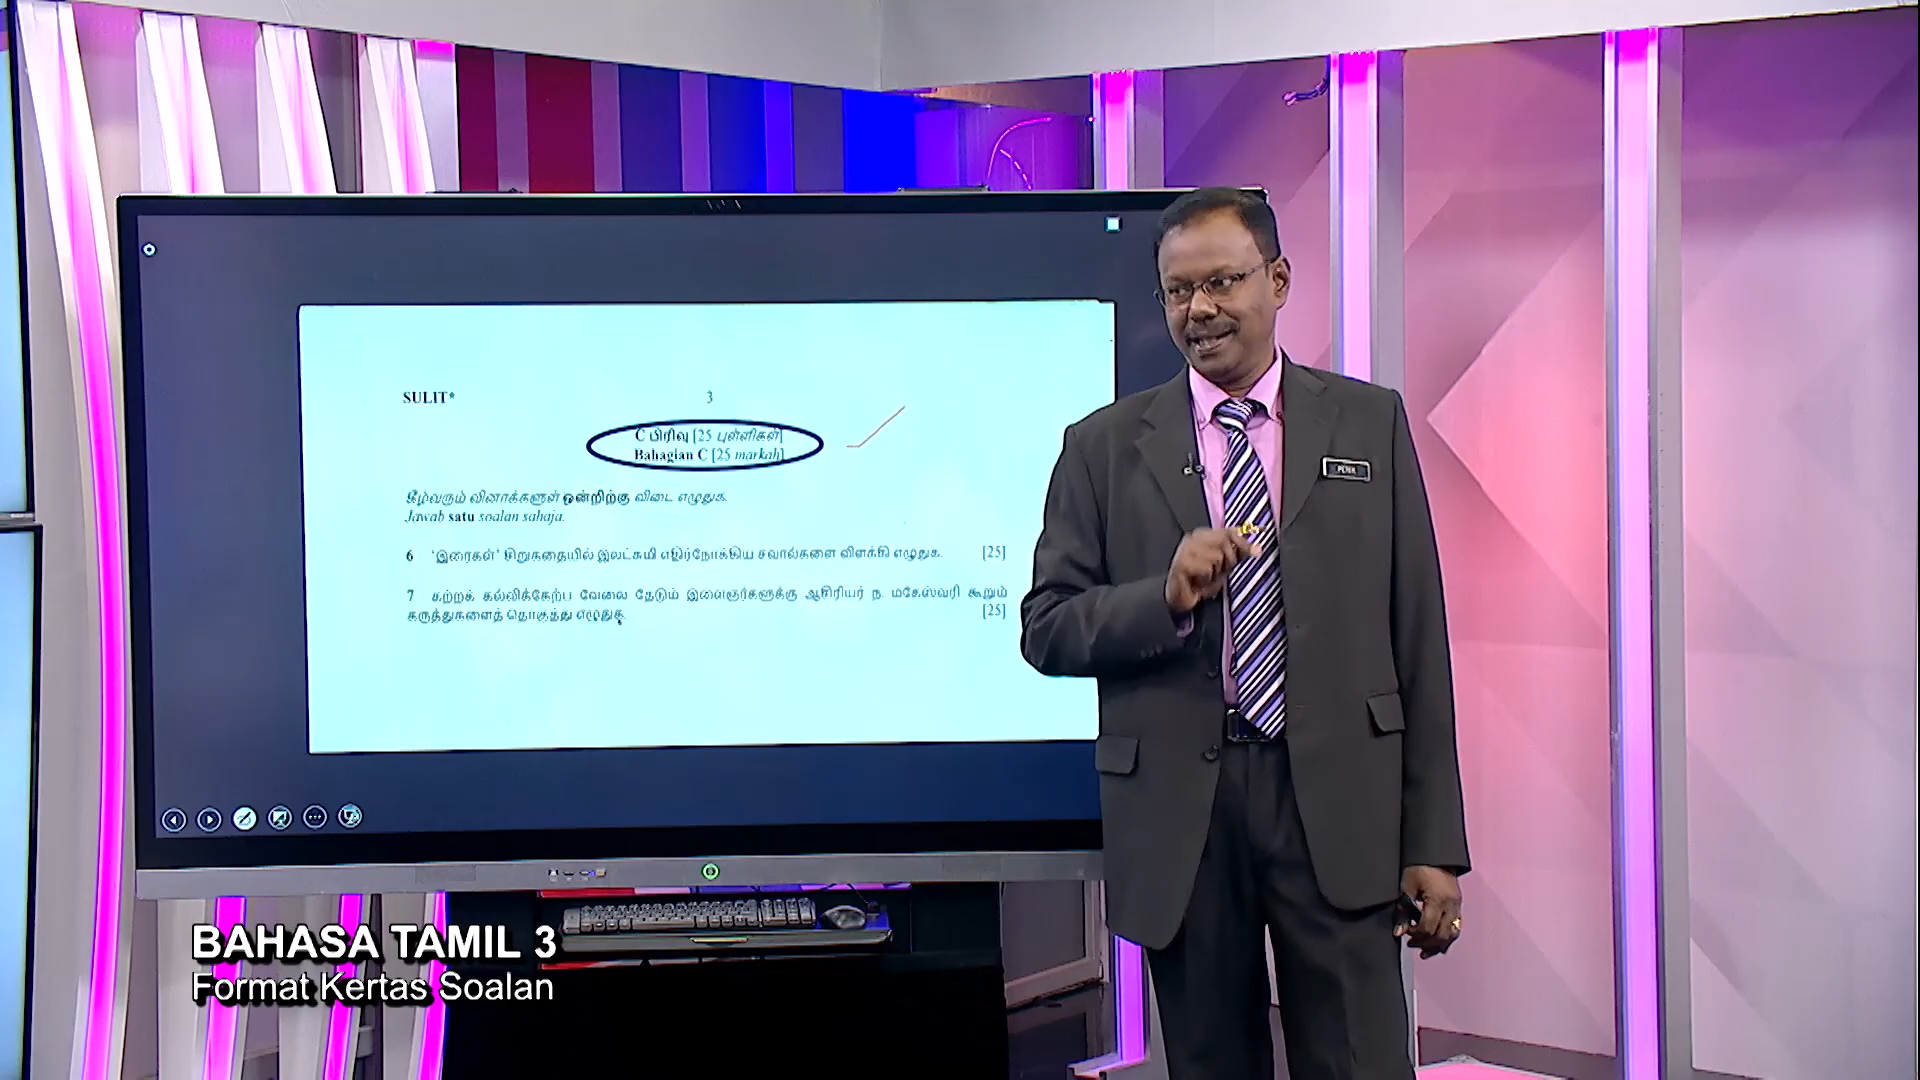 SULIT* 3
C பிரிவு [25 புள்ளிகள்]
Bahagian C [25 markah]
கீழ்வரும் வினாக்களுள் ஒன்றிற்கு விடை எழுதுக.
Jawab satu soalan sahaja.
6 ‘இரைகள்’ சிறுகதையில் இலட்சுமி எதிர்நோக்கிய சவால்களை விளக்கி எழுதுக. [25]
7 கற்றக் கல்விக்கேற்ப வேலை தேடும் இளைஞர்களுக்கு ஆசிரியர் ந. மகேஸ்வரி கூறும்
கருத்துகளைத் தொகுத்து எழுதுக. [25]
PETER
BAHASA TAMIL 3
Format Kertas Soalan